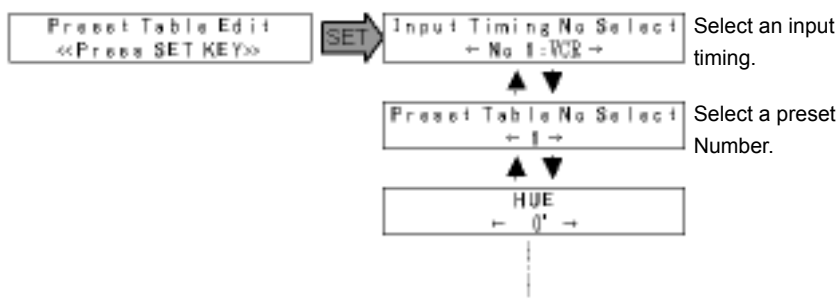 Preset Table Edit
«Press SET KEY»
SET
Input Timing No Select
← No 1:VCR →
Select an input
timing.
Preset Table No Select
← 1 →
Select a preset
Number.
HUE
← 0° →